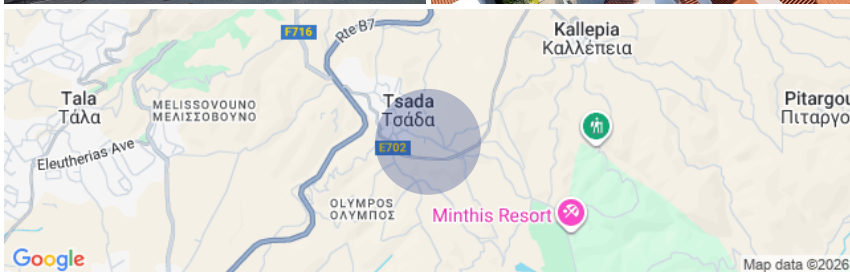 F716
Rte B7
Kallepia
Καλλέπεια
Tala
Τάλα
MELISSOVOUNO
ΜΕΛΙΣΣΟΒΟΥΝΟ
Tsada
Τσάδα
Pitargou
Πιταργο
Eleutherias Ave
E702
OLYMPOS
ΟΛΥΜΠΟΣ
Minthis Resort
Google
Map data ©2026